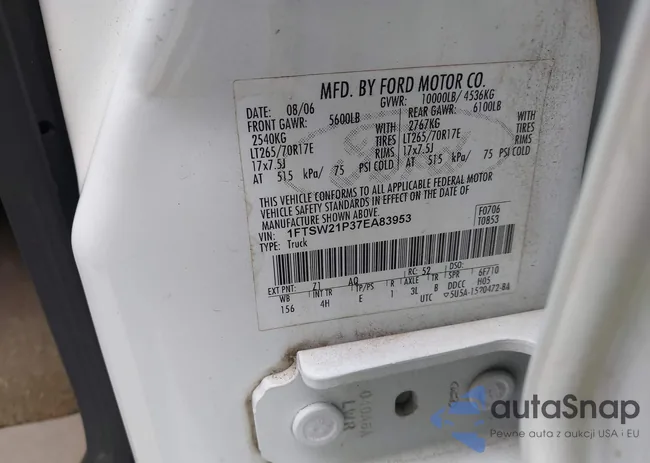 MFD. BY FORD MOTOR CO.
DATE: 08/06 GVWR: 10000LB/ 4536KG
FRONT GAWR: 5600LB REAR GAWR: 6100LB
2540KG WITH 2767KG WITH
LT265/70R17E TIRES LT265/70R17E TIRES
17x7.5J RIMS 17x7.5J RIMS
AT 515 kPa/ 75 PSI COLD AT 515 kPa/ 75 PSI COLD
THIS VEHICLE CONFORMS TO ALL APPLICABLE FEDERAL MOTOR
VEHICLE SAFETY STANDARDS IN EFFECT ON THE DATE OF
MANUFACTURE SHOWN ABOVE.
VIN: 1FTSW21P37EA83953 F0706
TYPE: Truck T0853
EXT PNT: Z1 AQ RC: 52 DSO:
WB INT TR TP/PS R AXLE TR SPR 6F710
156 4H E 1 3L B DDCC H05
UTC 5U5A-1520472-BA
autaSnap
Pewne auta z aukcji USA i EU